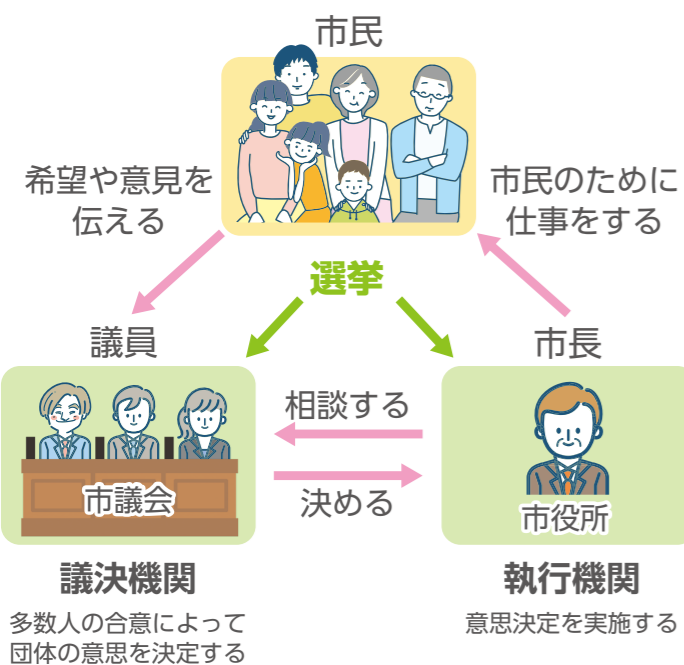 市民
希望や意見を
伝える
市民のために
仕事をする
選挙
議員
市長
相談する
決める
市議会
市役所
議決機関
多数人の合意によって
団体の意思を決定する
執行機関
意思決定を実施する